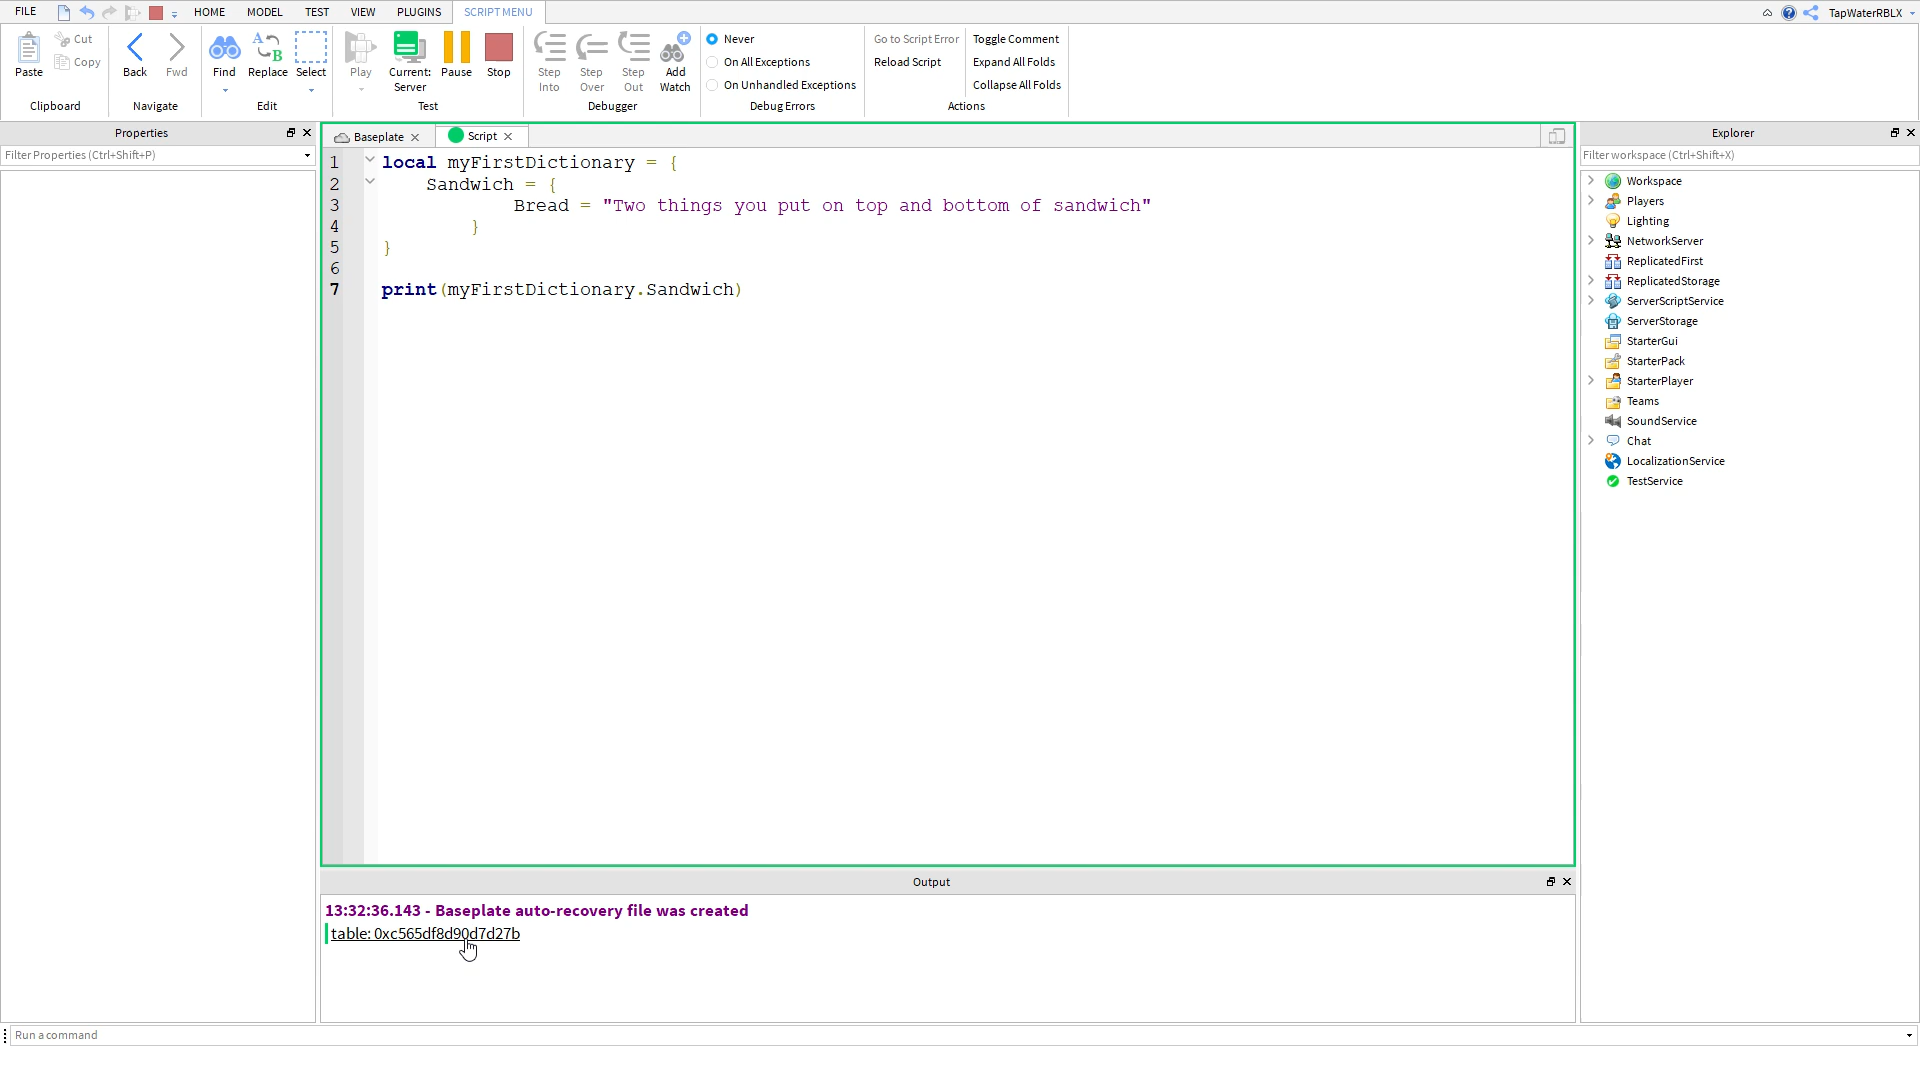 FILE HOME MODEL TEST VIEW PLUGINS SCRIPT MENU TapWaterRBLX
Paste Cut Copy Clipboard
Back Fwd Navigate
Find Replace Select Edit
Play Current: Server Pause Stop Test
Step Into Step Over Step Out Add Watch Debugger
Never
On All Exceptions
On Unhandled Exceptions
Debug Errors
Go to Script Error Toggle Comment
Reload Script Expand All Folds
Collapse All Folds
Actions
Properties
Filter Properties (Ctrl+Shift+P)
Baseplate Script
1 local myFirstDictionary = {
2 Sandwich = {
3 Bread = "Two things you put on top and bottom of sandwich"
4 }
5 }
6
7 print(myFirstDictionary.Sandwich)
Output
13:32:36.143 - Baseplate auto-recovery file was created
table: 0xc565df8d90d7d27b
Explorer
Filter workspace (Ctrl+Shift+X)
Workspace
Players
Lighting
NetworkServer
ReplicatedFirst
ReplicatedStorage
ServerScriptService
ServerStorage
StarterGui
StarterPack
StarterPlayer
Teams
SoundService
Chat
LocalizationService
TestService
Run a command